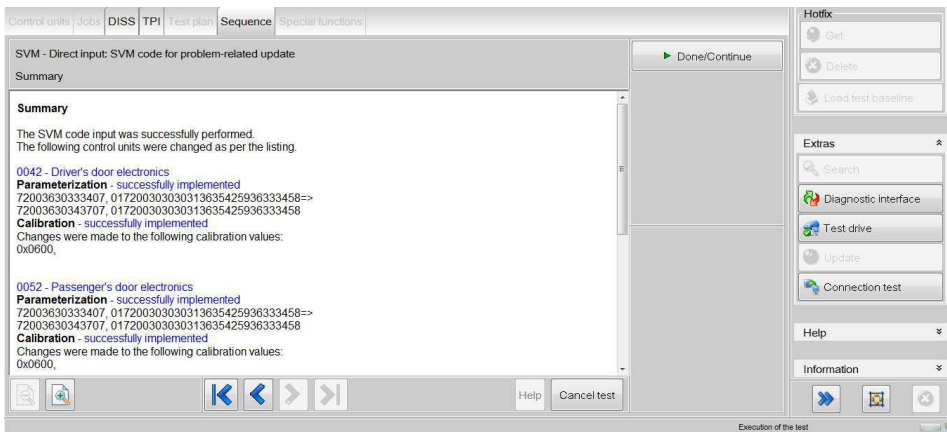 Control units Jobs DISS TPI Test plan Sequence Special functions
SVM - Direct input: SVM code for problem-related update
Summary
Done/Continue
Summary
The SVM code input was successfully performed.
The following control units were changed as per the listing.
0042 - Driver's door electronics
Parameterization - successfully implemented
72003630333407, 01720030303031363542593633­3458=>
72003630343707, 017200303030313635425936333458
Calibration - successfully implemented
Changes were made to the following calibration values:
0x0600,
0052 - Passenger's door electronics
Parameterization - successfully implemented
72003630333407, 017200303030313635425936333458=>
72003630343707, 017200303030313635425936333458
Calibration - successfully implemented
Changes were made to the following calibration values:
0x0600,
Help
Cancel test
Hotfix
Get
Delete
Load test baseline
Extras
Search
Diagnostic interface
Test drive
Update
Connection test
Help
Information
Execution of the test